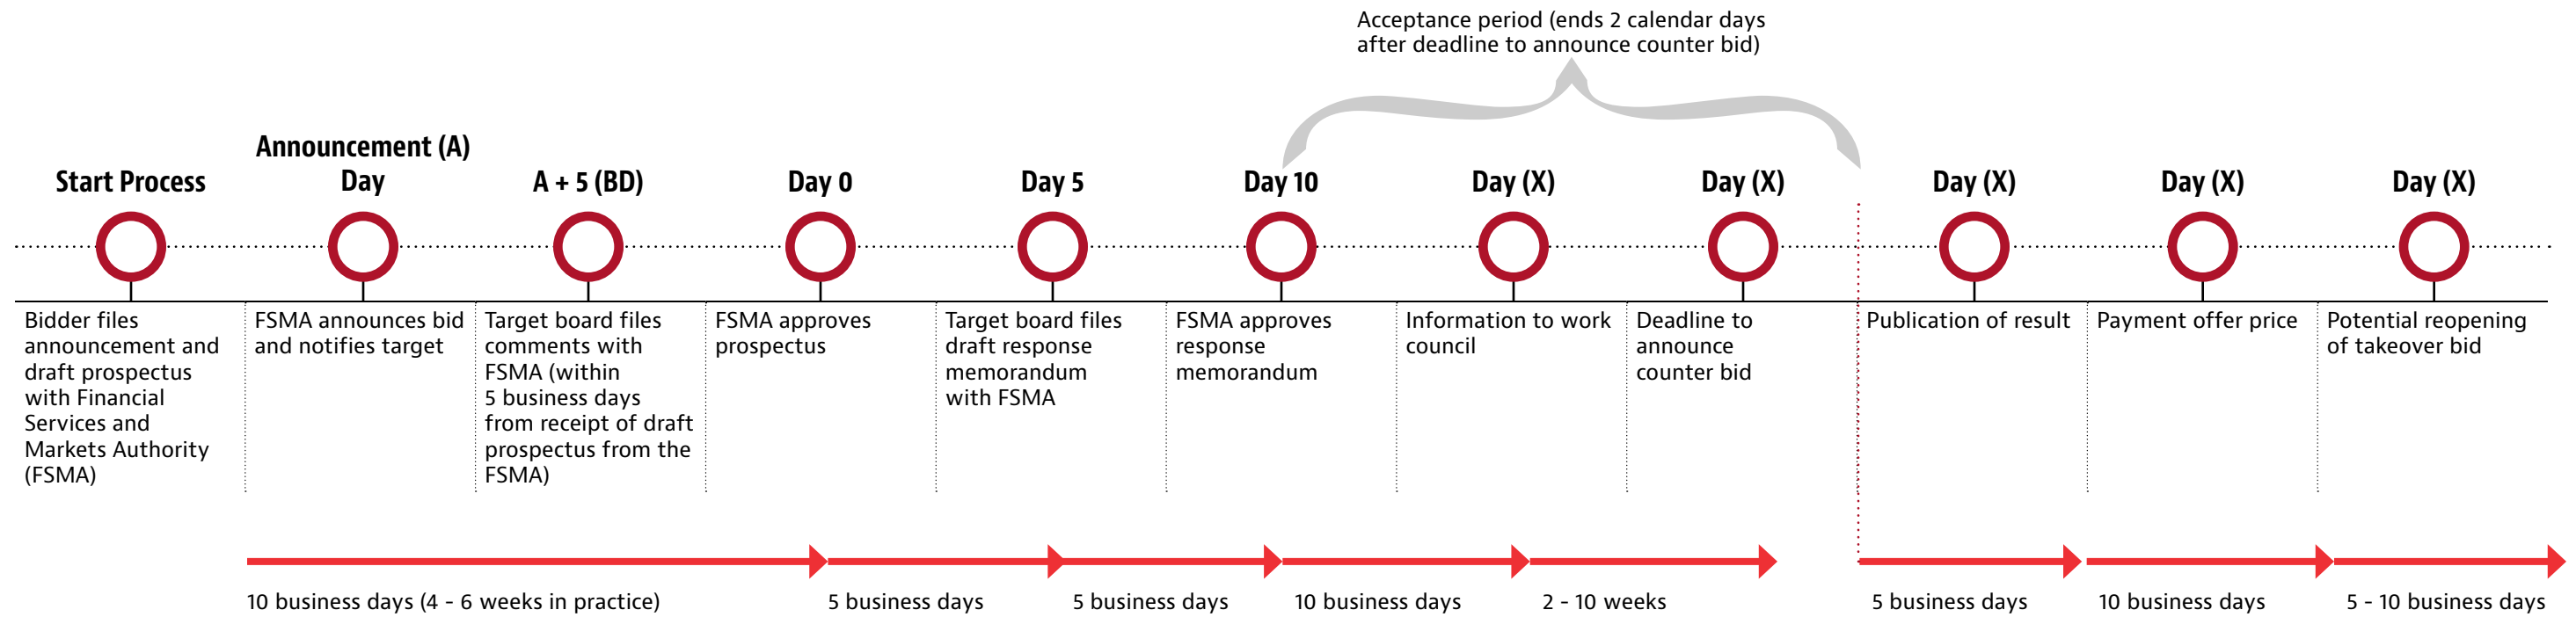 Acceptance period (ends 2 calendar days
after deadline to announce counter bid)
Start Process
Announcement (A)
Day
A + 5 (BD)
Day 0
Day 5
Day 10
Day (X)
Day (X)
Day (X)
Day (X)
Day (X)
Bidder files
announcement and
draft prospectus
with Financial
Services and
Markets Authority
(FSMA)
FSMA announces bid
and notifies target
Target board files
comments with
FSMA (within
5 business days
from receipt of draft
prospectus from the
FSMA)
FSMA approves
prospectus
Target board files
draft response
memorandum
with FSMA
FSMA approves
response
memorandum
Information to work
council
Deadline to
announce
counter bid
Publication of result
Payment offer price
Potential reopening
of takeover bid
10 business days (4 - 6 weeks in practice)
5 business days
5 business days
10 business days
2 - 10 weeks
5 business days
10 business days
5 - 10 business days